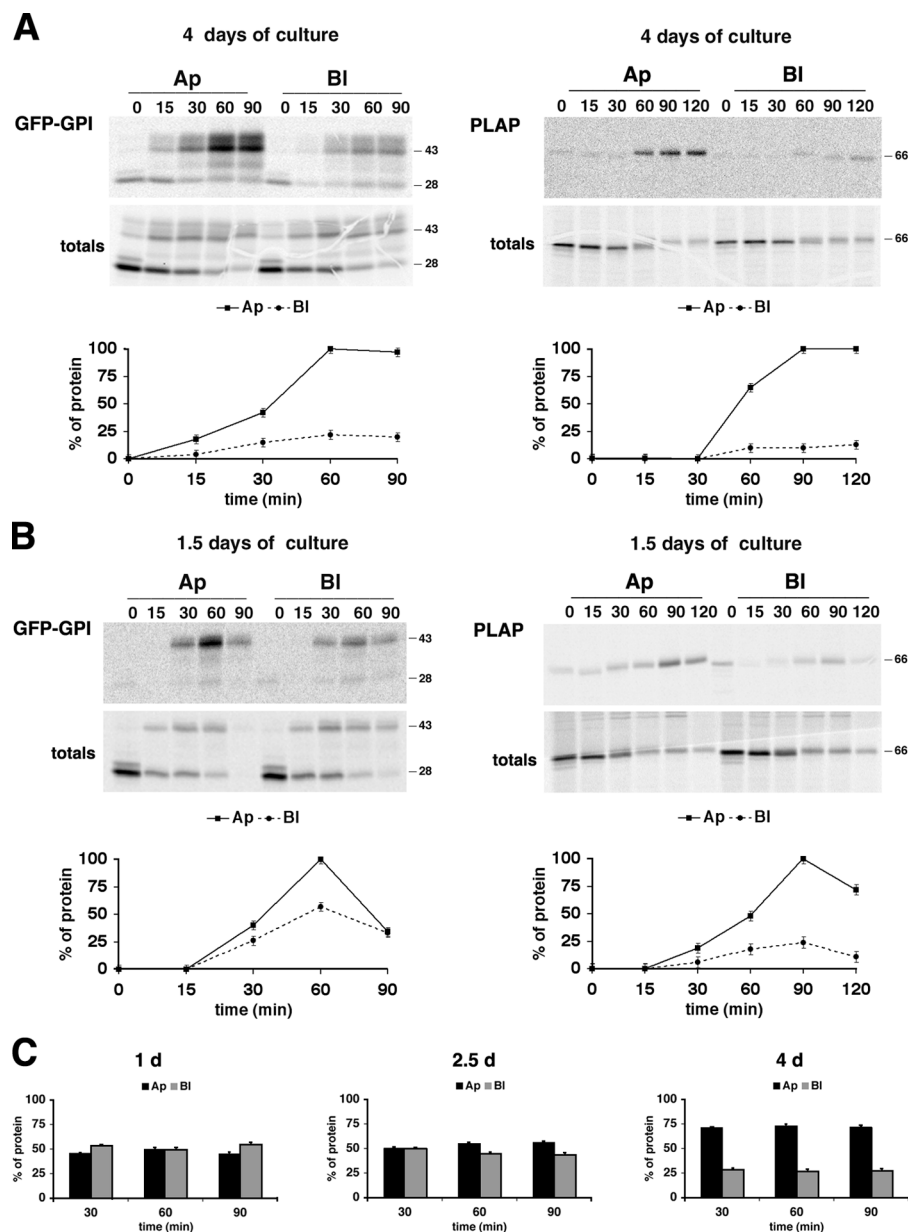 A
4 days of culture
Ap Bl
0 15 30 60 90 0 15 30 60 90
GFP-GPI
43
28
totals
43
28
Ap Bl
% of protein
100
75
50
25
0
0 15 30 60 90
time (min)
4 days of culture
Ap Bl
0 15 30 60 90 120 0 15 30 60 90 120
PLAP
66
totals
66
Ap Bl
% of protein
100
75
50
25
0
0 15 30 60 90 120
time (min)
B
1.5 days of culture
Ap Bl
0 15 30 60 90 0 15 30 60 90
GFP-GPI
43
28
totals
43
28
Ap Bl
% of protein
100
75
50
25
0
0 15 30 60 90
time (min)
1.5 days of culture
Ap Bl
0 15 30 60 90 120 0 15 30 60 90 120
PLAP
66
totals
66
Ap Bl
% of protein
100
75
50
25
0
0 15 30 60 90 120
time (min)
C
1 d
Ap Bl
% of protein
100
75
50
25
0
30 60 90
time (min)
2.5 d
Ap Bl
% of protein
100
75
50
25
0
30 60 90
time (min)
4 d
Ap Bl
% of protein
100
75
50
25
0
30 60 90
time (min)